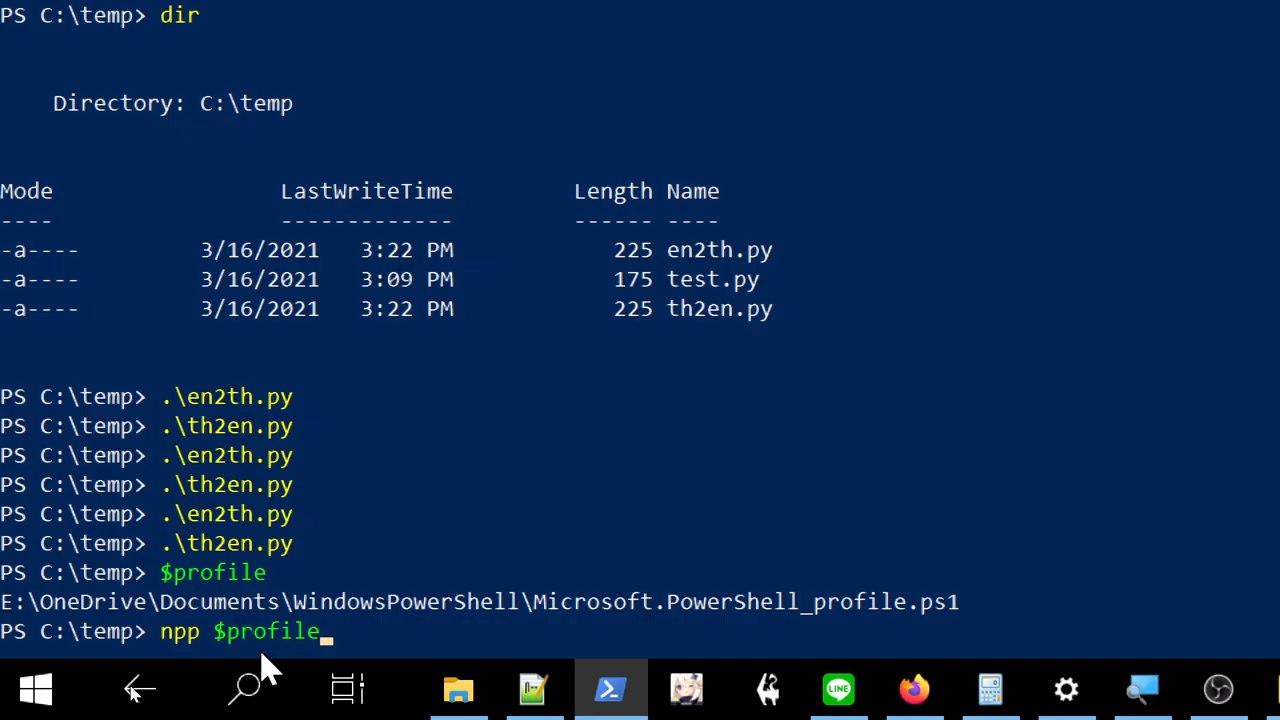 PS C:\temp> dir
Directory: C:\temp
Mode LastWriteTime Length Name
---- ------------- ------ ----
-a---- 3/16/2021 3:22 PM 225 en2th.py
-a---- 3/16/2021 3:09 PM 175 test.py
-a---- 3/16/2021 3:22 PM 225 th2en.py
PS C:\temp> .\en2th.py
PS C:\temp> .\th2en.py
PS C:\temp> .\en2th.py
PS C:\temp> .\th2en.py
PS C:\temp> .\en2th.py
PS C:\temp> .\th2en.py
PS C:\temp> $profile
E:\OneDrive\Documents\WindowsPowerShell\Microsoft.PowerShell_profile.ps1
PS C:\temp> npp $profile
LINE